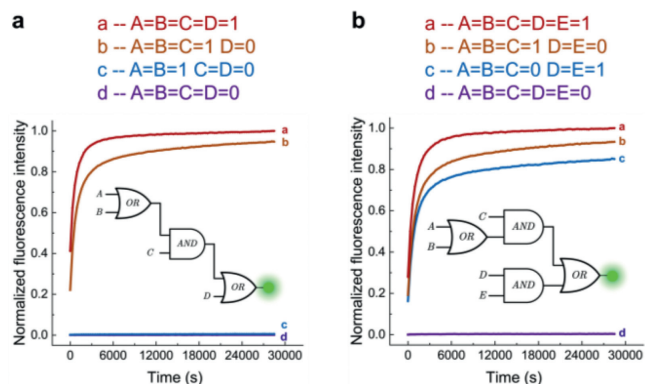 a
a -- A=B=C=D=1
b -- A=B=C=1 D=0
c -- A=B=1 C=D=0
d -- A=B=C=D=0
Normalized fluorescence intensity
1.0
0.8
0.6
0.4
0.2
0.0
a
b
c
d
A
B
OR
C
AND
D
OR
0 6000 12000 18000 24000 30000
Time (s)
b
a -- A=B=C=D=E=1
b -- A=B=C=1 D=E=0
c -- A=B=C=0 D=E=1
d -- A=B=C=D=E=0
Normalized fluorescence intensity
1.0
0.8
0.6
0.4
0.2
0.0
a
b
c
d
A
B
OR
C
AND
D
E
AND
OR
0 6000 12000 18000 24000 30000
Time (s)